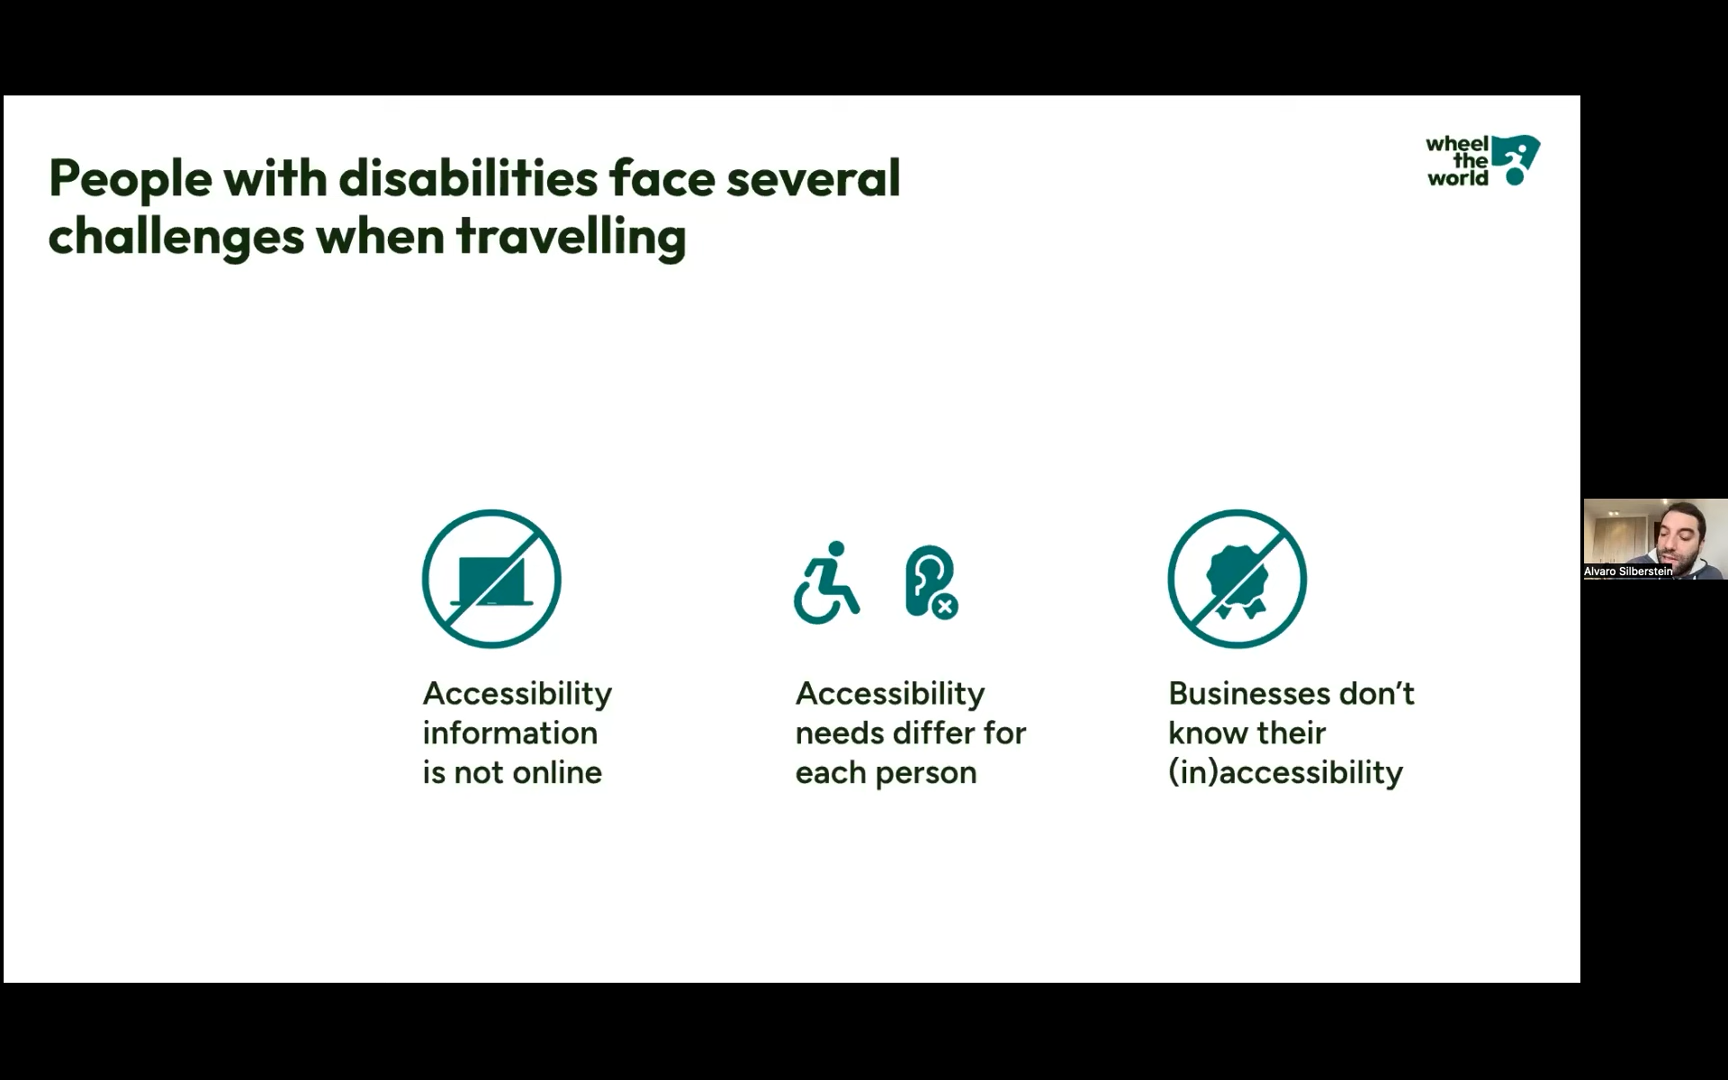 People with disabilities face several
challenges when travelling
wheel
the
world
Accessibility
information
is not online
Accessibility
needs differ for
each person
Businesses don’t
know their
(in)accessibility
Alvaro Silberstein